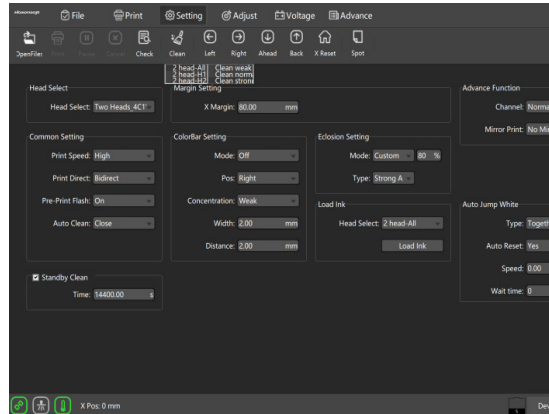 File Print Setting Adjust Voltage Advance
OpenFiles Print Pause Cancel Check Clean Left Right Ahead Back X Reset Spot
2 head-All Clean weak
2 head-H1 Clean norm
2 head-H2 Clean stron
Head Select Margin Setting Advance Function
Head Select: Two Heads_4C1 X Margin: 80.00 mm Channel: Norma
Mirror Print: No Mi
Common Setting ColorBar Setting Eclosion Setting
Print Speed: High Mode: Off Mode: Custom 80 %
Print Direct: Bidirect Pos: Right Type: Strong A
Pre-Print Flash: On Concentration: Weak Load Ink Auto Jump White
Auto Clean: Close Width: 2.00 mm Head Select: 2 head-All Type: Togeth
Distance: 2.00 mm Load Ink Auto Reset: Yes
Standby Clean Speed: 0.00
Time: 14400.00 s Wait time: 0
X Pos: 0 mm Dev